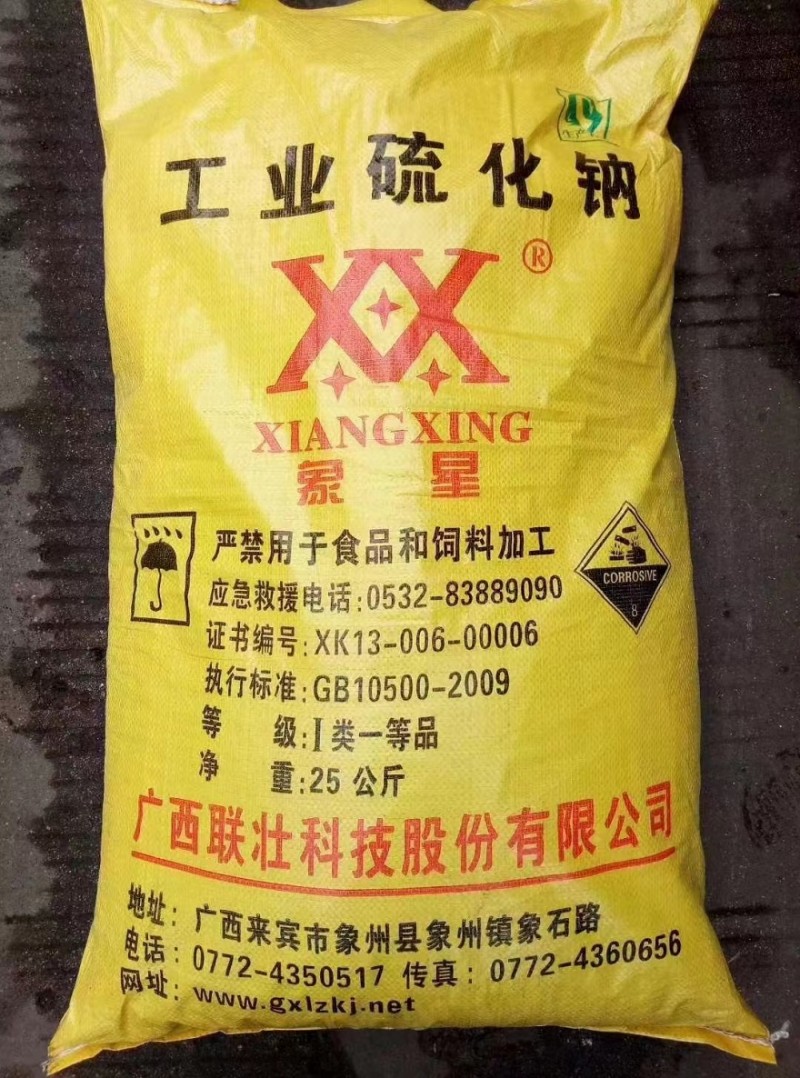 工业硫化钠
XX®
XIANGXING
象星
严禁用于食品和饲料加工
应急救援电话:0532-83889090
CORROSIVE
8
证书编号:XK13-006-00006
执行标准:GB10500-2009
等 级:Ⅰ类一等品
净 重:25公斤
广西联壮科技股份有限公司
地址：广西来宾市象州县象州镇象石路
电话：0772-4350517 传真：0772-4360656
网址：www.gxlzkj.net